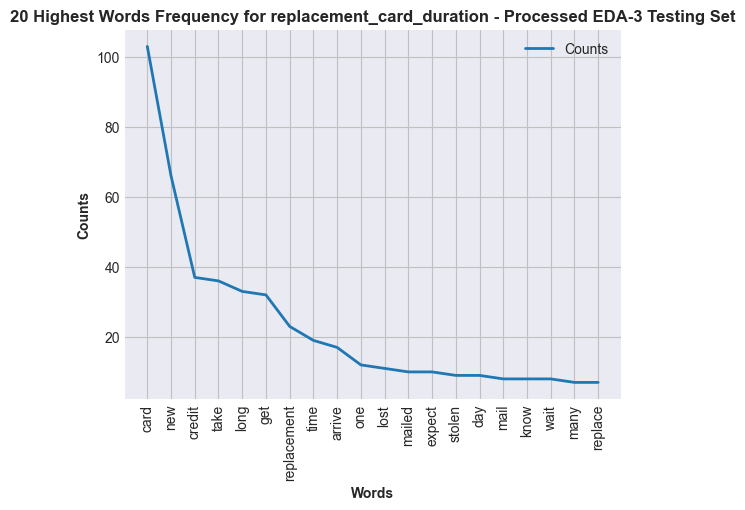 20 Highest Words Frequency for replacement_card_duration - Processed EDA-3 Testing Set
Counts
100
80
60
40
20
Counts
card
new
credit
take
long
get
replacement
time
arrive
one
lost
mailed
expect
stolen
day
mail
know
wait
many
replace
Words